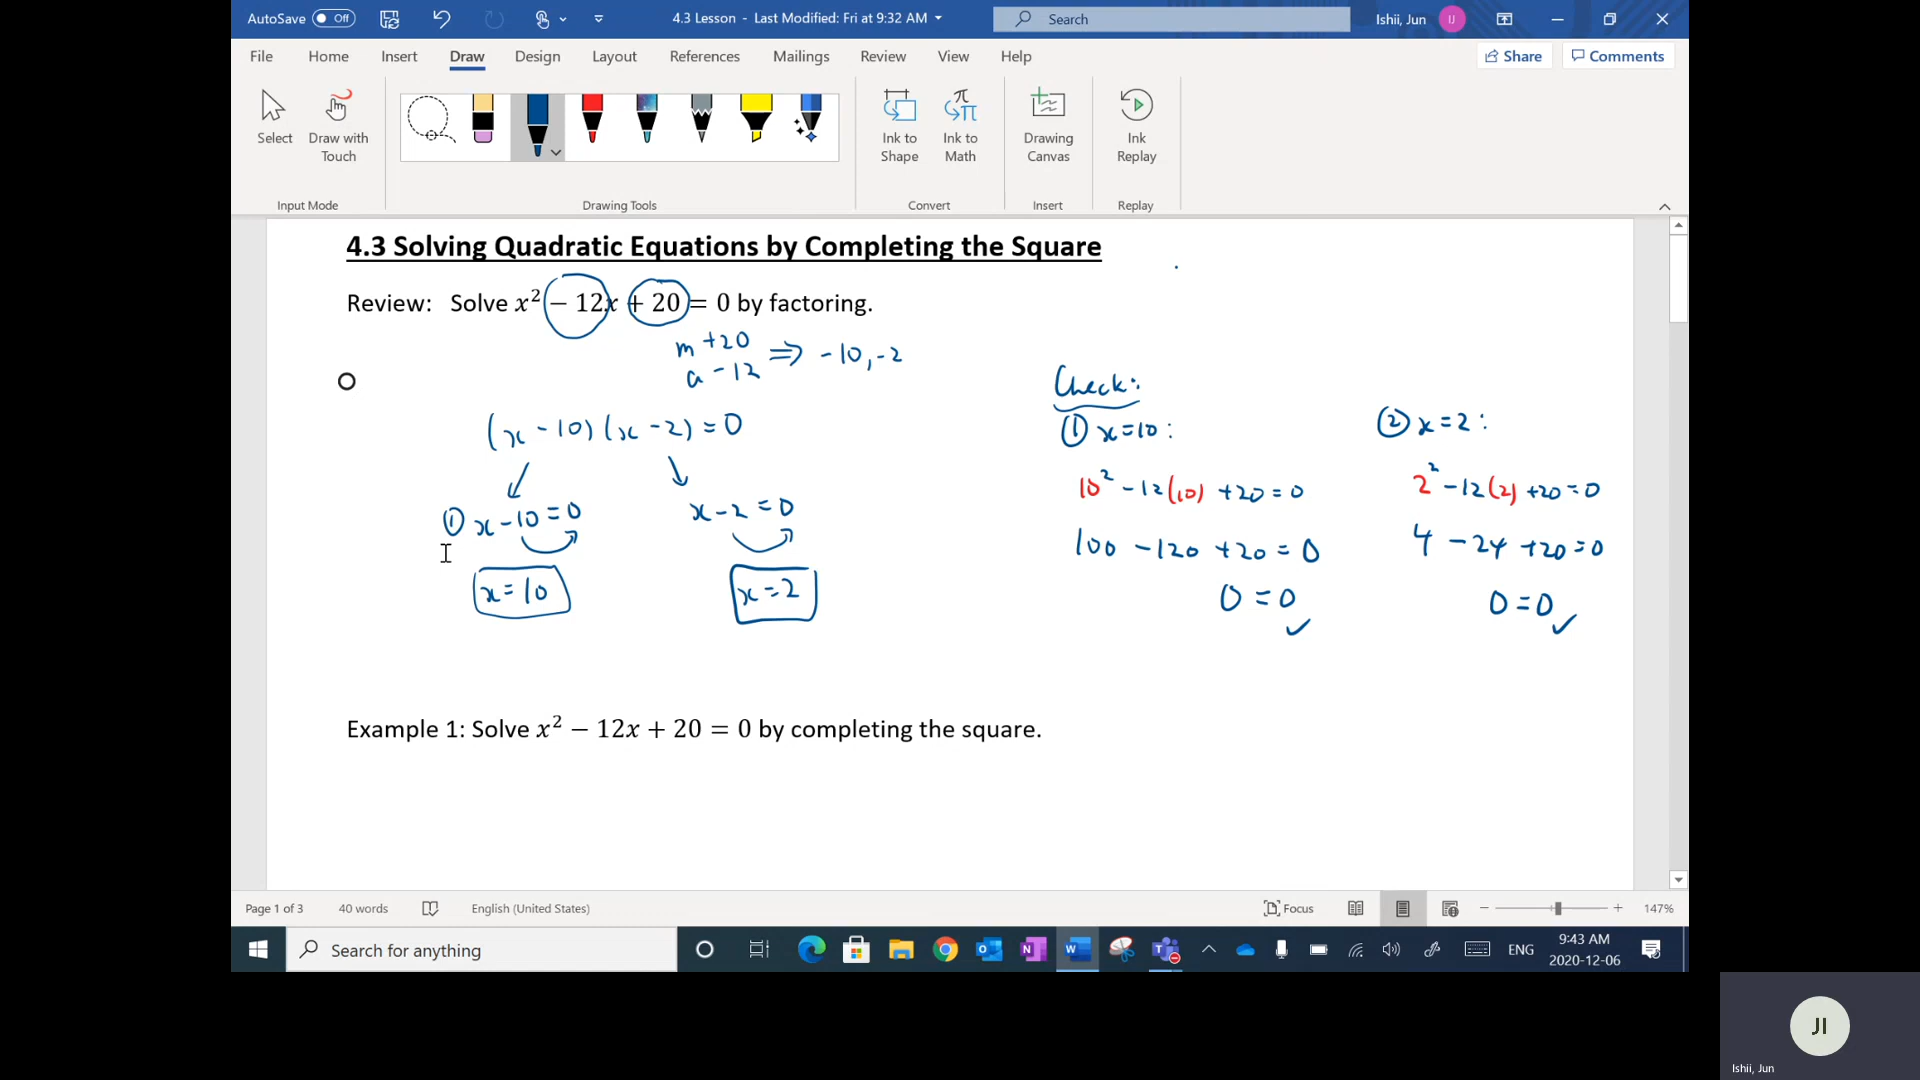 AutoSave Off 4.3 Lesson - Last Modified: Fri at 9:32 AM Search Ishii, Jun IJ
File Home Insert Draw Design Layout References Mailings Review View Help Share Comments
Select Draw with Touch Ink to Shape Ink to Math Drawing Canvas Ink Replay
Input Mode Drawing Tools Convert Insert Replay
4.3 Solving Quadratic Equations by Completing the Square
Review: Solve x² − 12x + 20 = 0 by factoring.
m +20
a -12 ⇒ -10, -2
(x - 10)(x - 2) = 0
① x - 10 = 0 x - 2 = 0
x = 10 x = 2
Check:
① x = 10:
10² - 12(10) + 20 = 0
100 - 120 + 20 = 0
0 = 0 ✓
② x = 2:
2² - 12(2) + 20 = 0
4 - 24 + 20 = 0
0 = 0 ✓
Example 1: Solve x² − 12x + 20 = 0 by completing the square.
Page 1 of 3 40 words English (United States) Focus 147%
Search for anything ENG 9:43 AM
2020-12-06
JI
Ishii, Jun